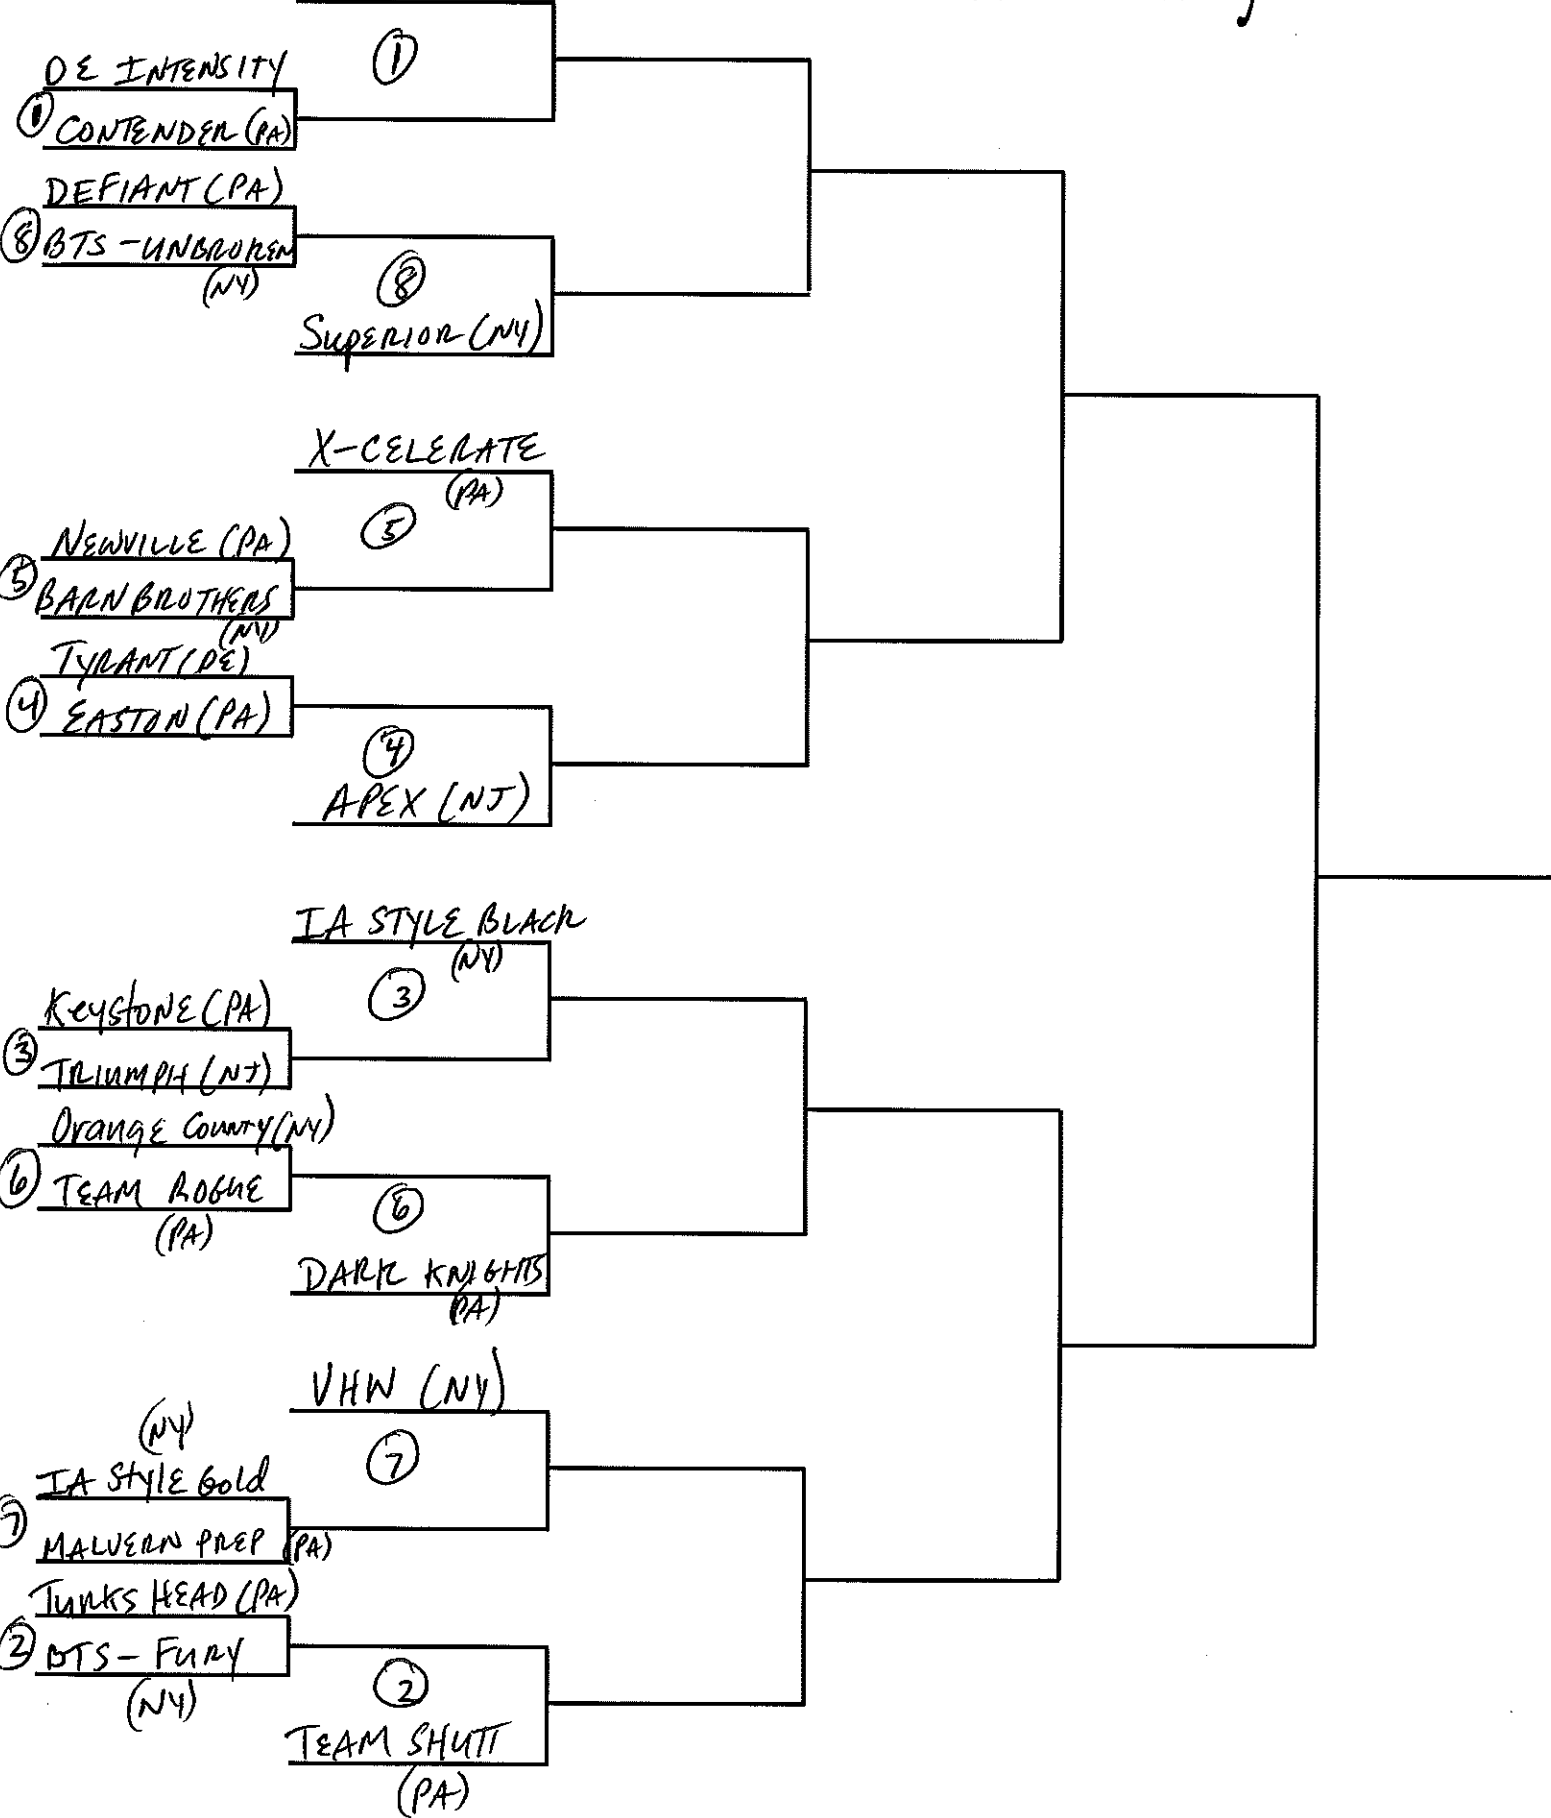 ①
DE INTENSITY
① CONTENDER (PA)
DEFIANT (PA)
⑧ BTS - UNBROKEN
(NY)
⑧
SUPERIOR (NY)
X-CELERATE
(PA)
⑤
NEWVILLE (PA)
⑤ BARN BROTHERS
(NY)
TYRANT (DE)
④ EASTON (PA)
④
APEX (NJ)
IA STYLE BLACK
(NY)
③
KeystoNE (PA)
③ TRIUMPH (NJ)
OrangE COUNTY (NY)
⑥ TEAM ROGUE
(PA)
⑥
DARK KNIGHTS
(PA)
VHW (NY)
⑦
(NY)
IA StylE Gold
⑦ MALVERN PREP (PA)
TURKS HEAD (PA)
② BTS - FURY
(NY)
②
TEAM SHUTT
(PA)